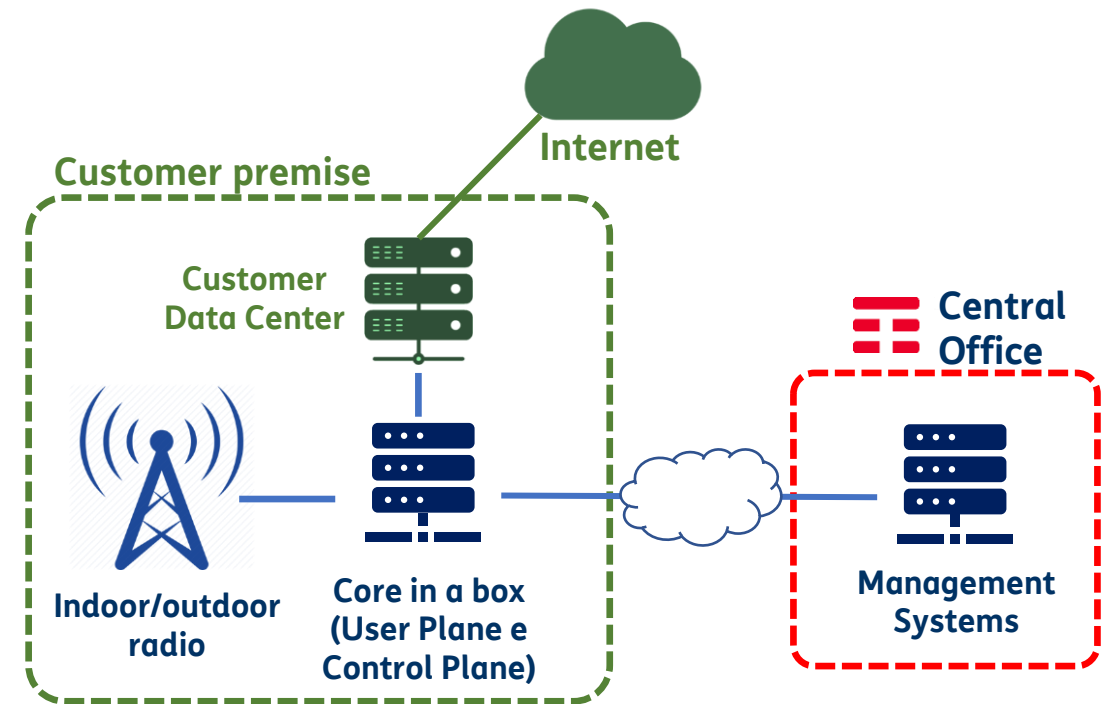 Internet
Customer premise
Customer
Data Center
Central
Office
Indoor/outdoor
radio
Core in a box
(User Plane e
Control Plane)
Management
Systems